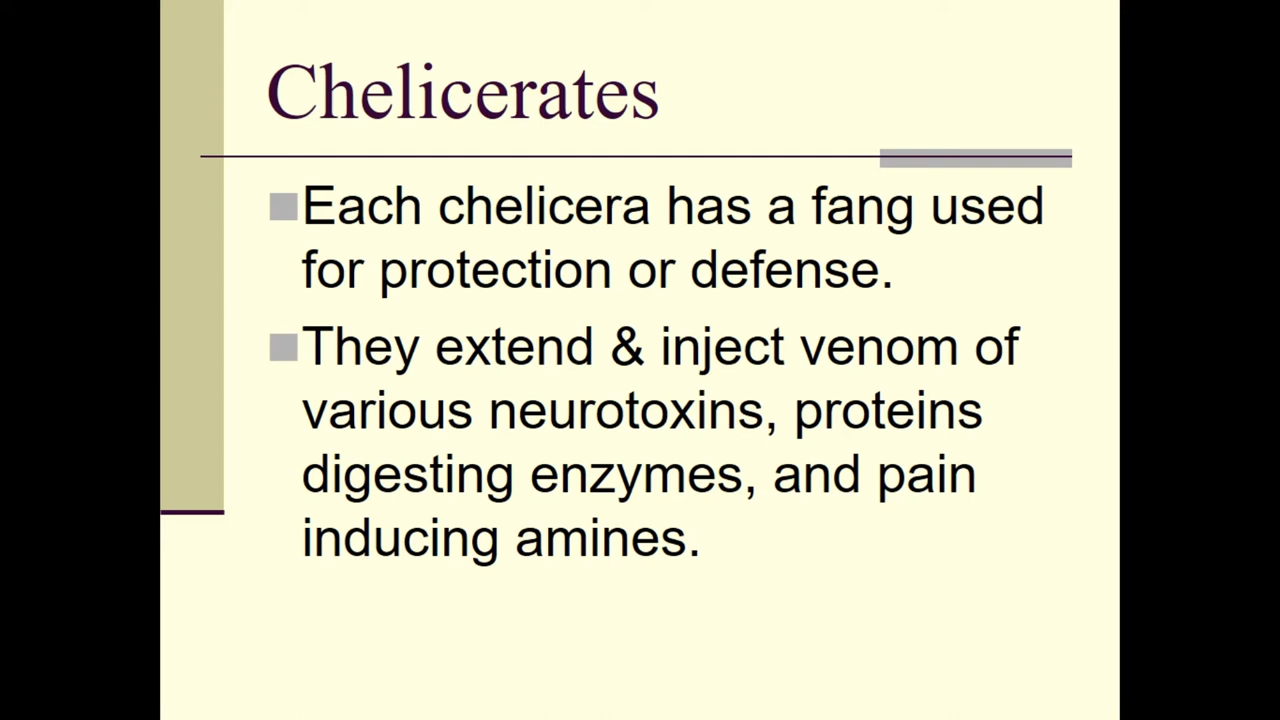 Chelicerates
Each chelicera has a fang used
for protection or defense.
They extend & inject venom of
various neurotoxins, proteins
digesting enzymes, and pain
inducing amines.